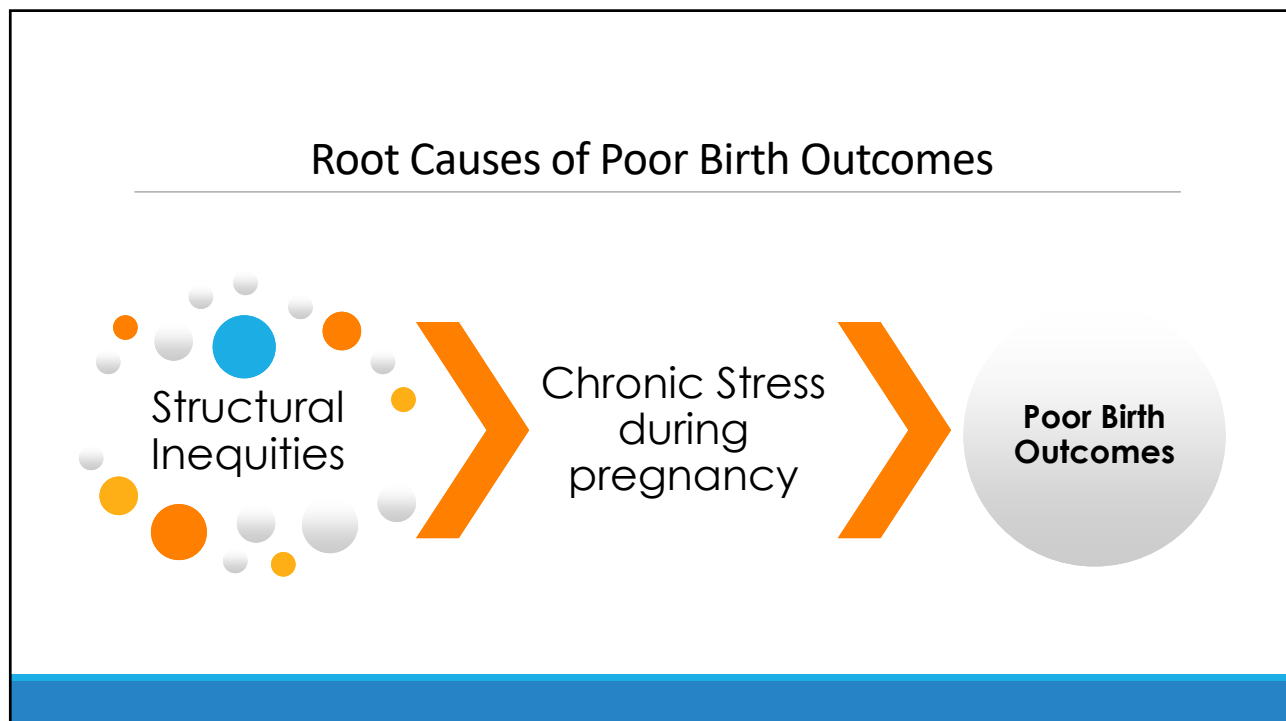 Root Causes of Poor Birth Outcomes
Structural
Inequities
Chronic Stress
during
pregnancy
Poor Birth
Outcomes